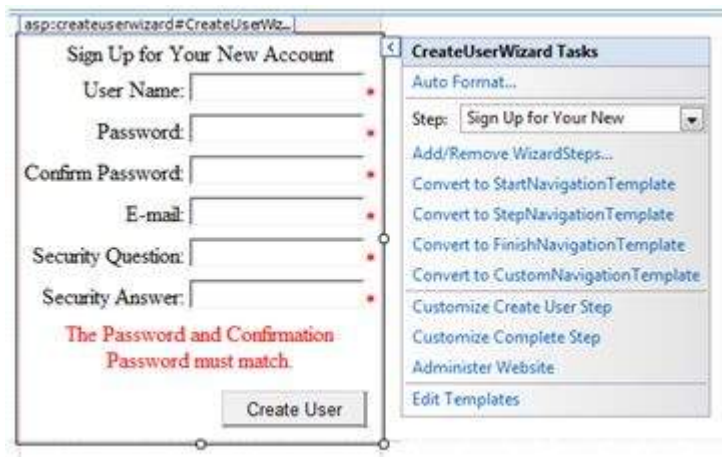 asp:createuserwizard#CreateUserWiz...
Sign Up for Your New Account
User Name: *
Password: *
Confirm Password: *
E-mail: *
Security Question: *
Security Answer: *
The Password and Confirmation
Password must match.
Create User
CreateUserWizard Tasks
Auto Format...
Step: Sign Up for Your New
Add/Remove WizardSteps...
Convert to StartNavigationTemplate
Convert to StepNavigationTemplate
Convert to FinishNavigationTemplate
Convert to CustomNavigationTemplate
Customize Create User Step
Customize Complete Step
Administer Website
Edit Templates